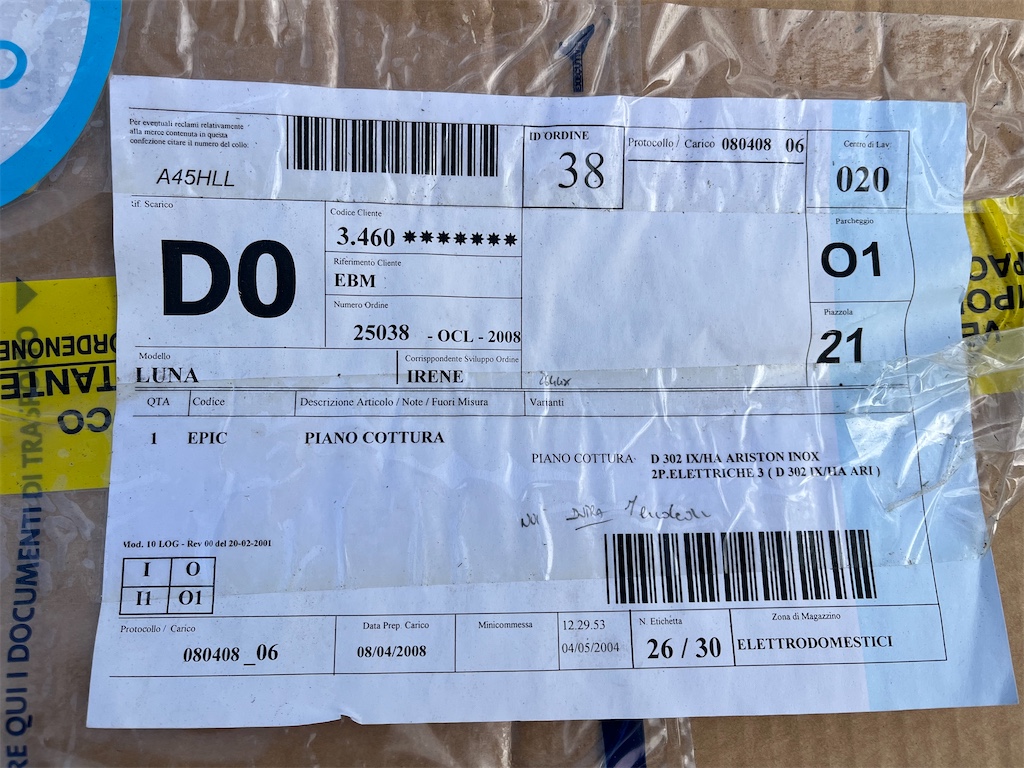 Per eventuali reclami relativamente
alla merce contenuta in questa
confezione citare il numero del collo:
A45HLL
ID ORDINE
38
Protocollo / Carico 080408 06
Centro di Lav.
020
Rif. Scarico
D0
Codice Cliente
3.460 *******
Riferimento Cliente
EBM
Numero Ordine
25038 - OCL - 2008
Parcheggio
O1
Piazzola
21
Modello
LUNA
Corrispondente Sviluppo Ordine
IRENE
QTA Codice Descrizione Articolo / Note / Fuori Misura Varianti
1 EPIC PIANO COTTURA
PIANO COTTURA D 302 IX/HA ARISTON INOX
2P.ELETTRICHE 3 ( D 302 IX/HA ARI )
Mod. 10 LOG - Rev 00 del 20-02-2001
I O
I1 O1
Protocollo / Carico
080408 _06
Data Prep. Carico
08/04/2008
Minicommessa
12.29.53
04/05/2004
N. Etichetta
26 / 30
Zona di Magazzino
ELETTRODOMESTICI
RE QUI I DOCUMENTI DI
ORDENONE
TANTE
CO